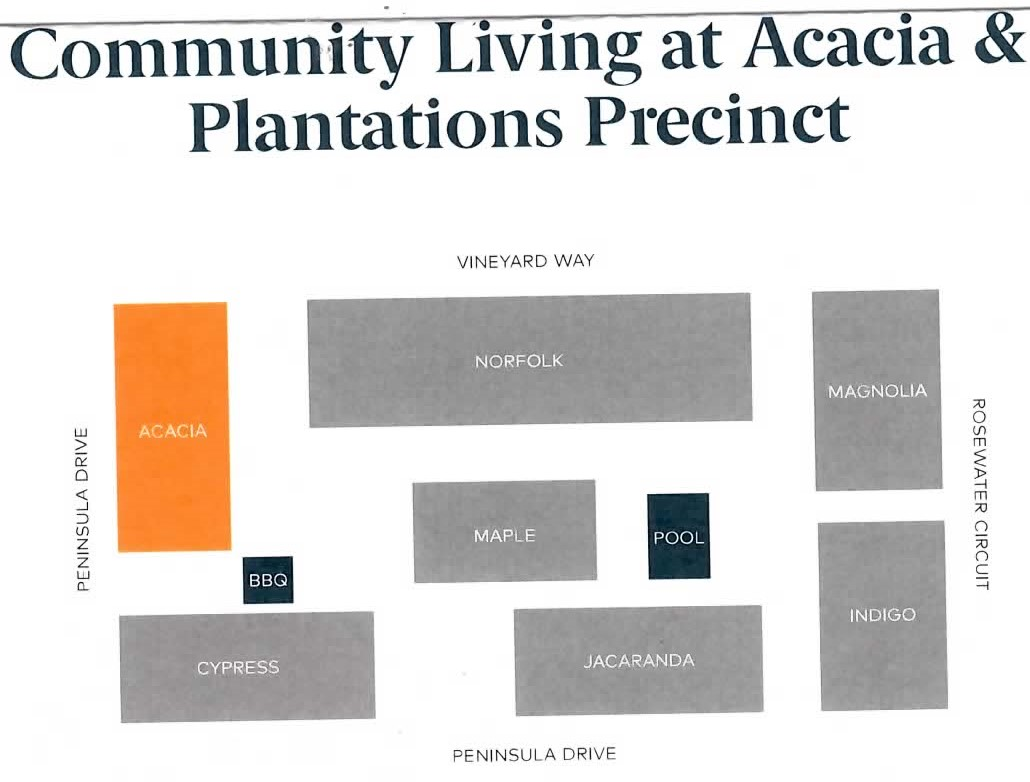 Community Living at Acacia &
Plantations Precinct
VINEYARD WAY
NORFOLK
MAGNOLIA
ACACIA
PENINSULA DRIVE
ROSEWATER CIRCUIT
MAPLE
POOL
BBQ
INDIGO
CYPRESS
JACARANDA
PENINSULA DRIVE